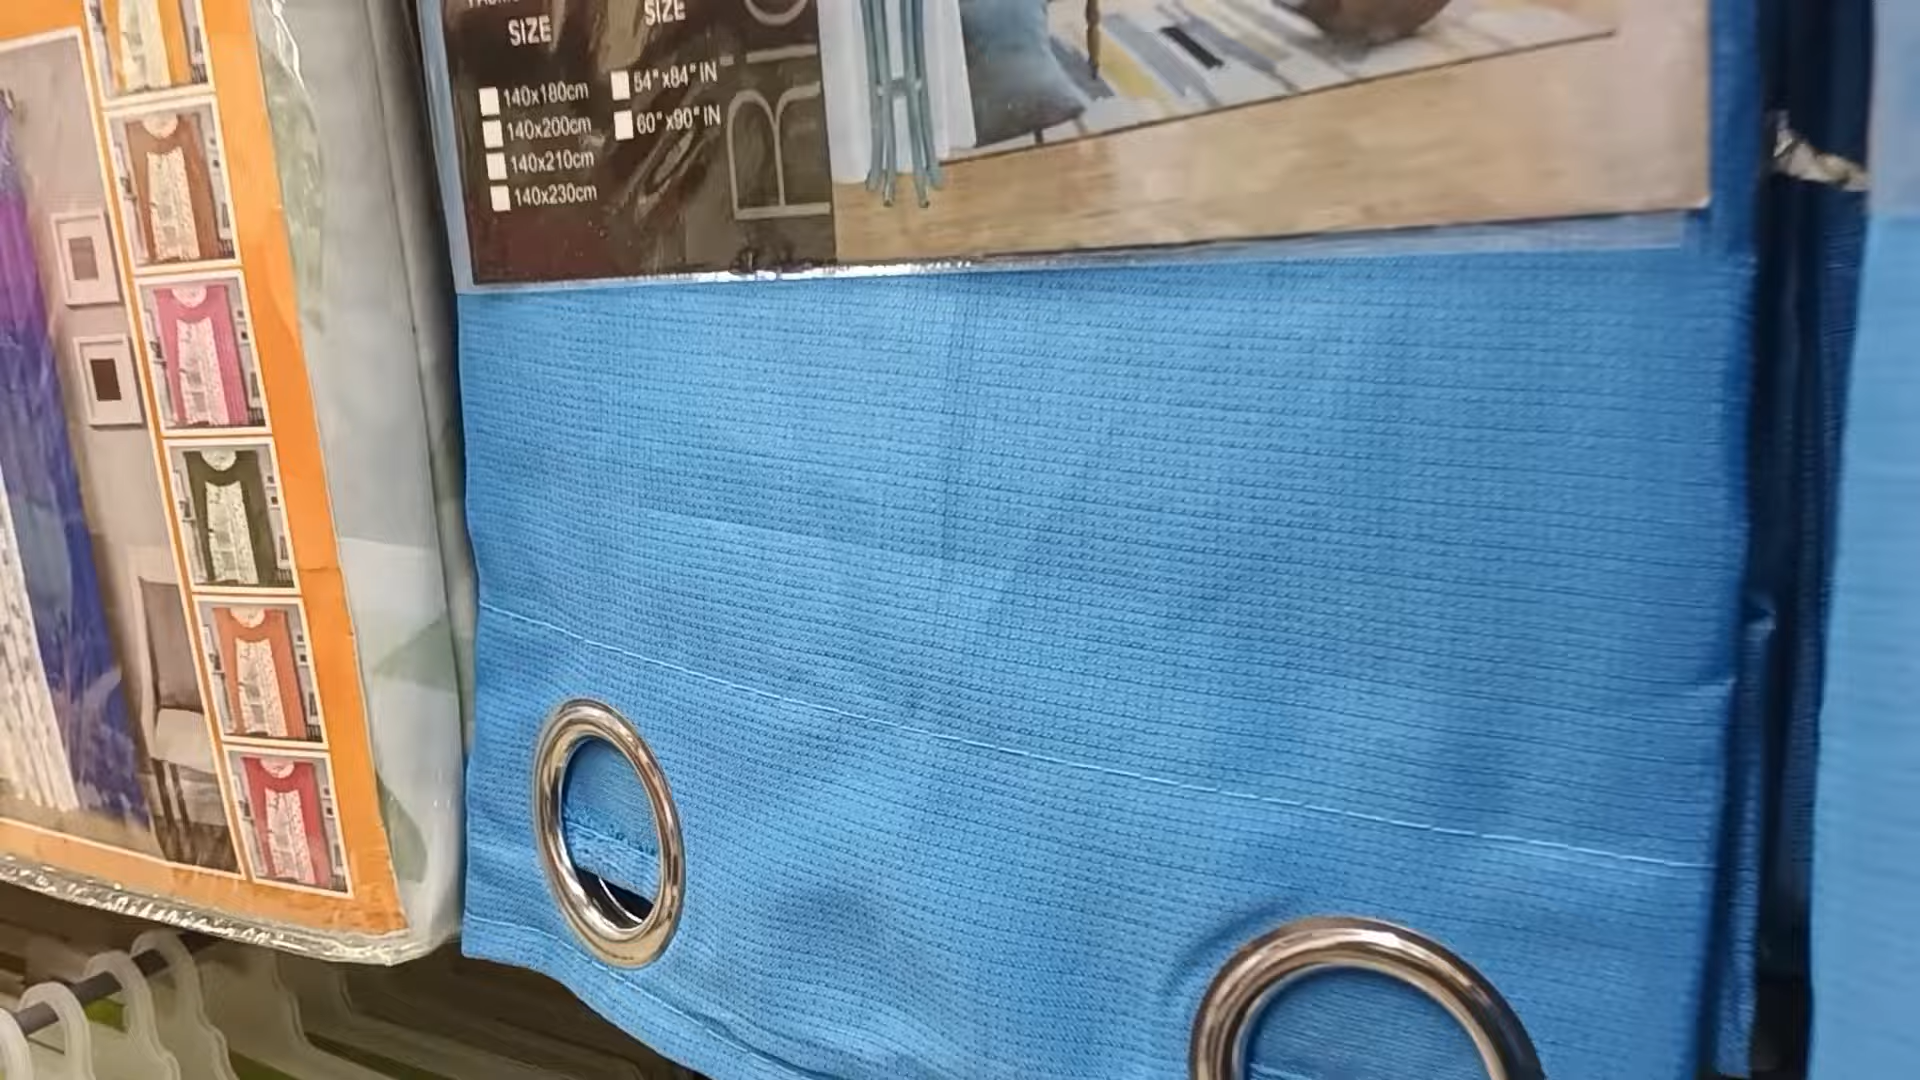 SIZE
SIZE
140x180cm
140x200cm
140x210cm
140x230cm
54"x84" IN
60"x90" IN